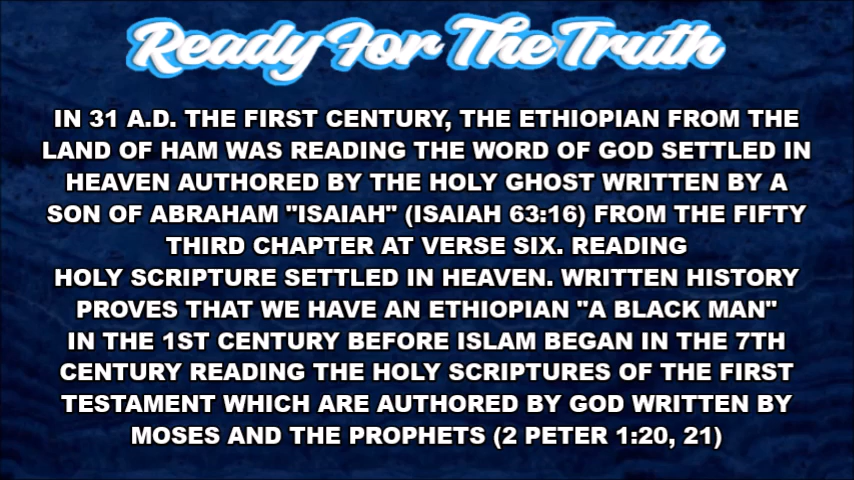 Ready For The Truth
IN 31 A.D. THE FIRST CENTURY, THE ETHIOPIAN FROM THE
LAND OF HAM WAS READING THE WORD OF GOD SETTLED IN
HEAVEN AUTHORED BY THE HOLY GHOST WRITTEN BY A
SON OF ABRAHAM "ISAIAH" (ISAIAH 63:16) FROM THE FIFTY
THIRD CHAPTER AT VERSE SIX. READING
HOLY SCRIPTURE SETTLED IN HEAVEN. WRITTEN HISTORY
PROVES THAT WE HAVE AN ETHIOPIAN "A BLACK MAN"
IN THE 1ST CENTURY BEFORE ISLAM BEGAN IN THE 7TH
CENTURY READING THE HOLY SCRIPTURES OF THE FIRST
TESTAMENT WHICH ARE AUTHORED BY GOD WRITTEN BY
MOSES AND THE PROPHETS (2 PETER 1:20, 21)